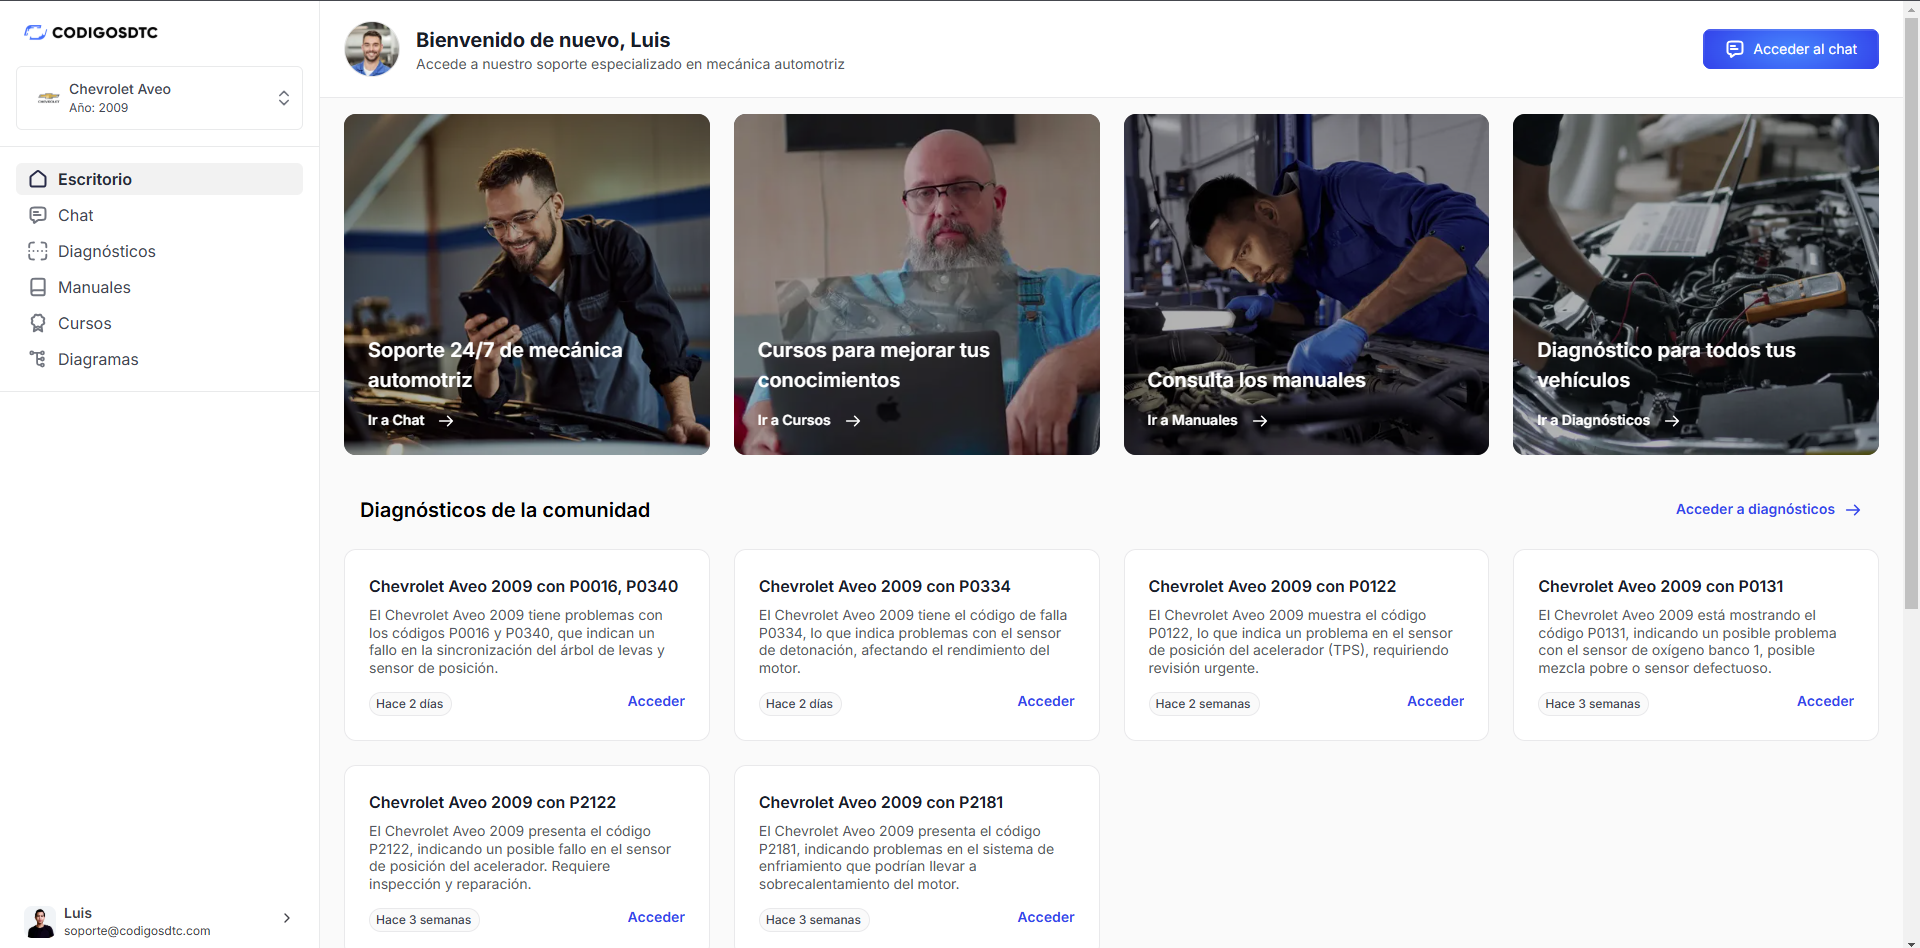 CODIGOSDTC
Chevrolet Aveo
Año: 2009
Escritorio
Chat
Diagnósticos
Manuales
Cursos
Diagramas
Luis
soporte@codigosdtc.com
Bienvenido de nuevo, Luis
Accede a nuestro soporte especializado en mecánica automotriz
Acceder al chat
Soporte 24/7 de mecánica
automotriz
Ir a Chat
Cursos para mejorar tus
conocimientos
Ir a Cursos
Consulta los manuales
Ir a Manuales
Diagnóstico para todos tus
vehículos
Ir a Diagnósticos
Diagnósticos de la comunidad
Acceder a diagnósticos
Chevrolet Aveo 2009 con P0016, P0340
El Chevrolet Aveo 2009 tiene problemas con
los códigos P0016 y P0340, que indican un
fallo en la sincronización del árbol de levas y
sensor de posición.
Hace 2 días
Acceder
Chevrolet Aveo 2009 con P0334
El Chevrolet Aveo 2009 tiene el código de falla
P0334, lo que indica problemas con el sensor
de detonación, afectando el rendimiento del
motor.
Hace 2 días
Acceder
Chevrolet Aveo 2009 con P0122
El Chevrolet Aveo 2009 muestra el código
P0122, lo que indica un problema en el sensor
de posición del acelerador (TPS), requiriendo
revisión urgente.
Hace 2 semanas
Acceder
Chevrolet Aveo 2009 con P0131
El Chevrolet Aveo 2009 está mostrando el
código P0131, indicando un posible problema
con el sensor de oxígeno banco 1, posible
mezcla pobre o sensor defectuoso.
Hace 3 semanas
Acceder
Chevrolet Aveo 2009 con P2122
El Chevrolet Aveo 2009 presenta el código
P2122, indicando un posible fallo en el sensor
de posición del acelerador. Requiere
inspección y reparación.
Hace 3 semanas
Acceder
Chevrolet Aveo 2009 con P2181
El Chevrolet Aveo 2009 presenta el código
P2181, indicando problemas en el sistema de
enfriamiento que podrían llevar a
sobrecalentamiento del motor.
Hace 3 semanas
Acceder